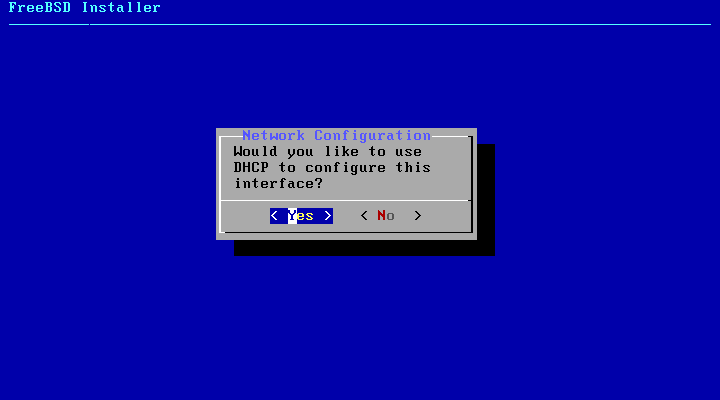 FreeBSD Installer
Network Configuration
Would you like to use
DHCP to configure this
interface?
< Yes > < No >